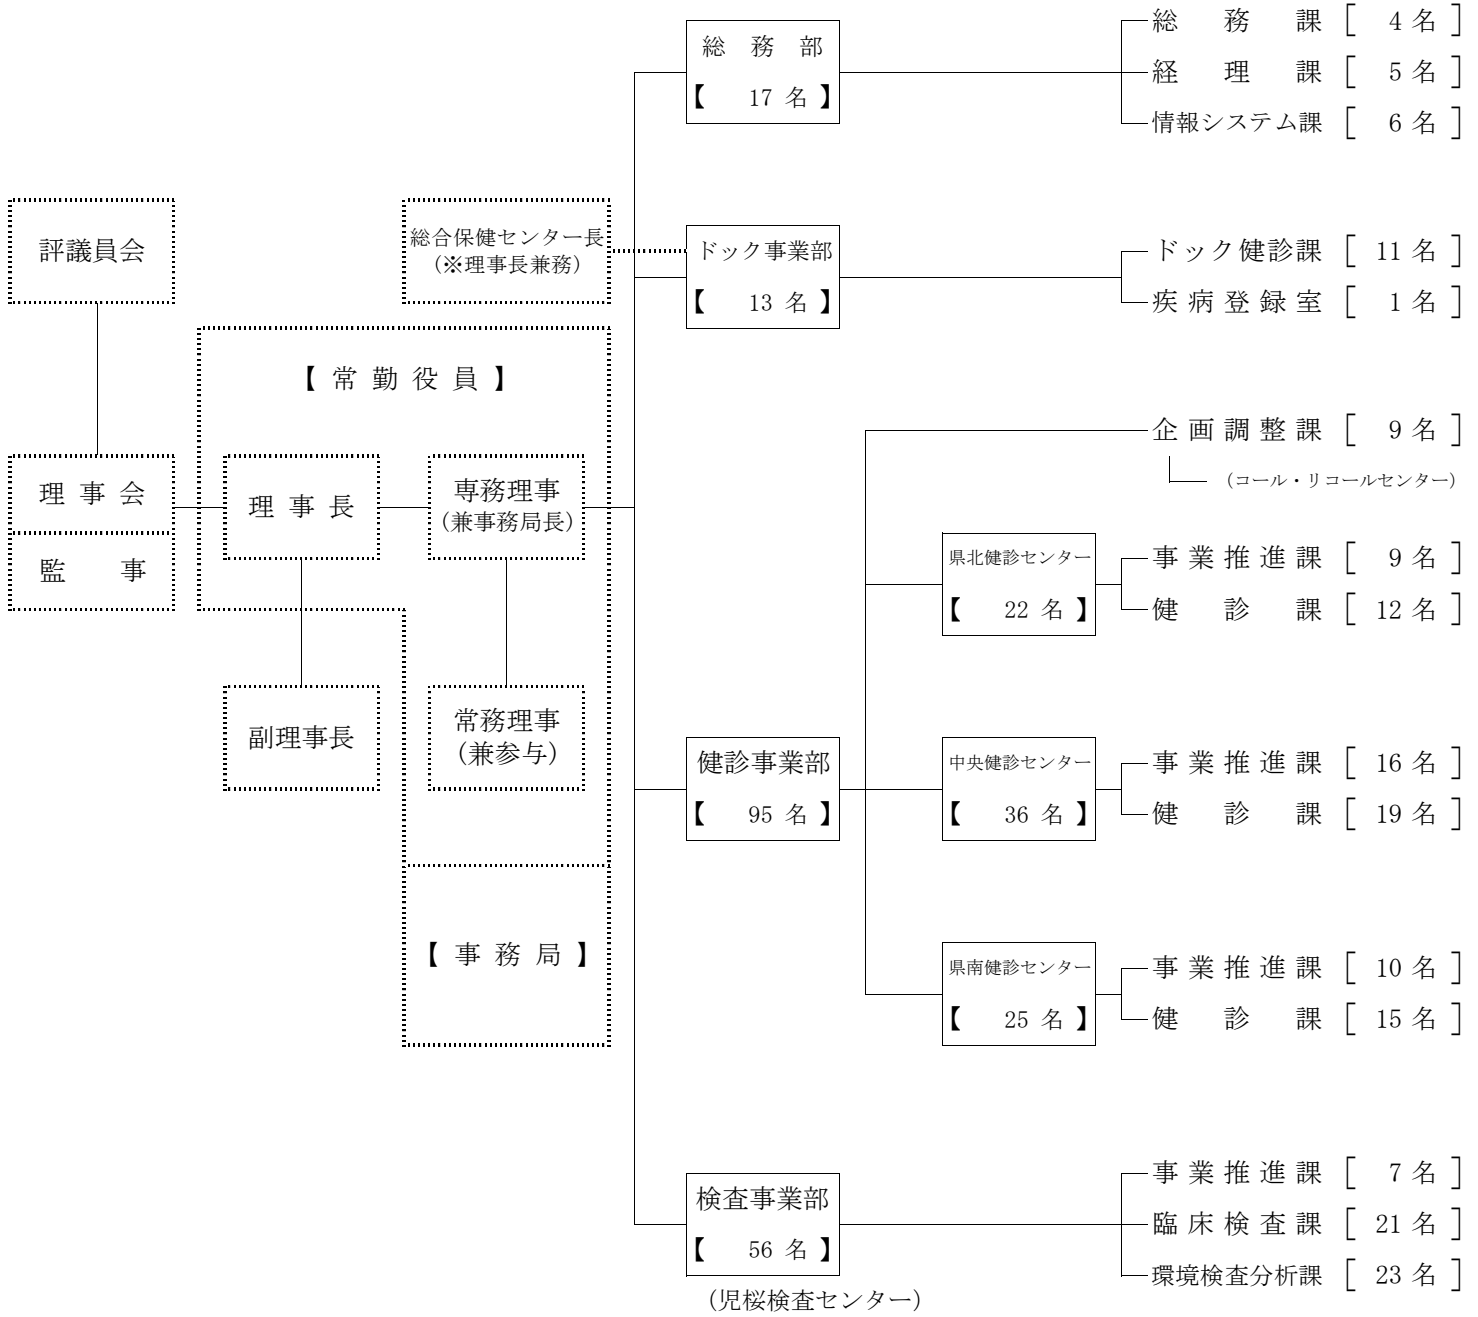 評議員会
理事会
監事
【常勤役員】
理事長
副理事長
専務理事
(兼事務局長)
常務理事
(兼参与)
【事務局】
総合保健センター長
(※理事長兼務)
総務部
【 17 名 】
総務課 [ 4 名 ]
経理課 [ 5 名 ]
情報システム課 [ 6 名 ]
ドック事業部
【 13 名 】
ドック健診課 [ 11 名 ]
疾病登録室 [ 1 名 ]
健診事業部
【 95 名 】
企画調整課 [ 9 名 ]
(コール・リコールセンター)
県北健診センター
【 22 名 】
事業推進課 [ 9 名 ]
健診課 [ 12 名 ]
中央健診センター
【 36 名 】
事業推進課 [ 16 名 ]
健診課 [ 19 名 ]
県南健診センター
【 25 名 】
事業推進課 [ 10 名 ]
健診課 [ 15 名 ]
検査事業部
【 56 名 】
(児桜検査センター)
事業推進課 [ 7 名 ]
臨床検査課 [ 21 名 ]
環境検査分析課 [ 23 名 ]